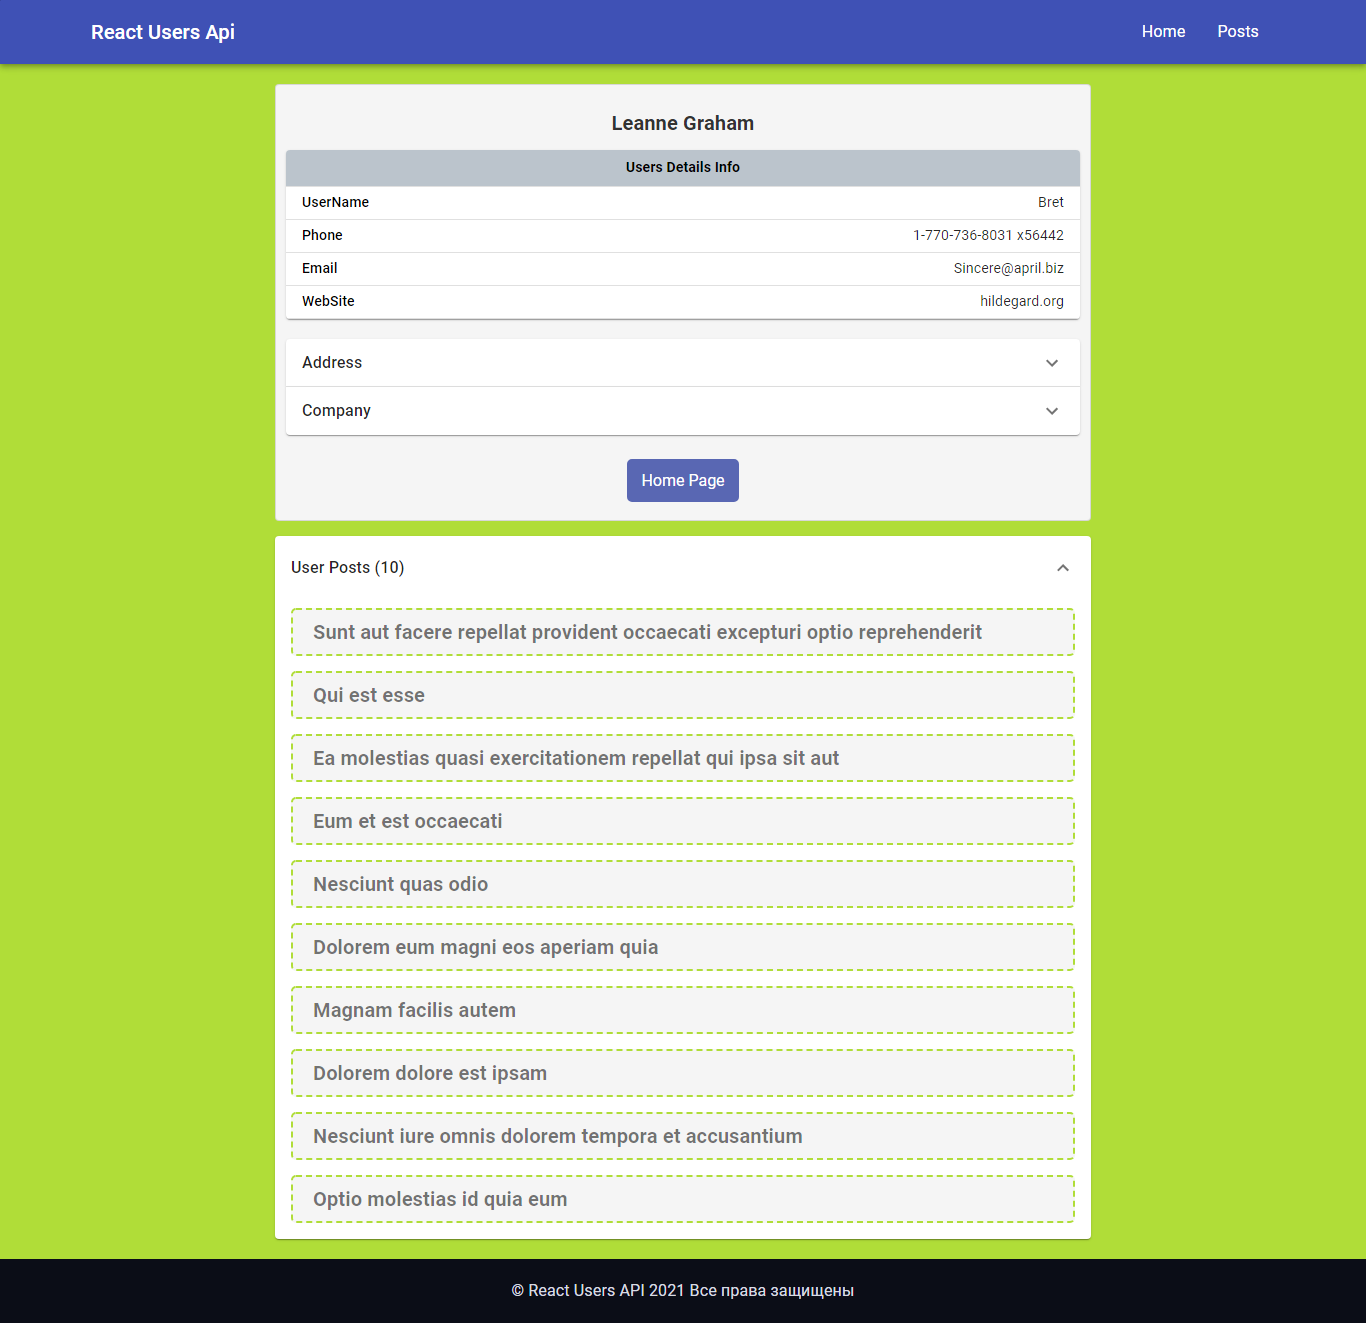 React Users Api
Home
Posts
Leanne Graham
Users Details Info
UserName Bret
Phone 1-770-736-8031 x56442
Email Sincere@april.biz
WebSite hildegard.org
Address
Company
Home Page
User Posts (10)
Sunt aut facere repellat provident occaecati excepturi optio reprehenderit
Qui est esse
Ea molestias quasi exercitationem repellat qui ipsa sit aut
Eum et est occaecati
Nesciunt quas odio
Dolorem eum magni eos aperiam quia
Magnam facilis autem
Dolorem dolore est ipsam
Nesciunt iure omnis dolorem tempora et accusantium
Optio molestias id quia eum
© React Users API 2021 Все права защищены